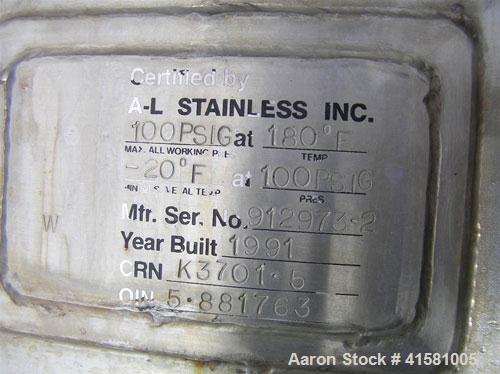 Certified by
A-L STAINLESS INC.
100PSIG at 180°F
MAX. ALL WORKING TEMP
-20°F at 100PSIG
PRES
W
Mfr. Ser. No. 912973-2
Year Built 1991
CRN K3701.5
OIN 5.881763
Aaron Stock # 41581005